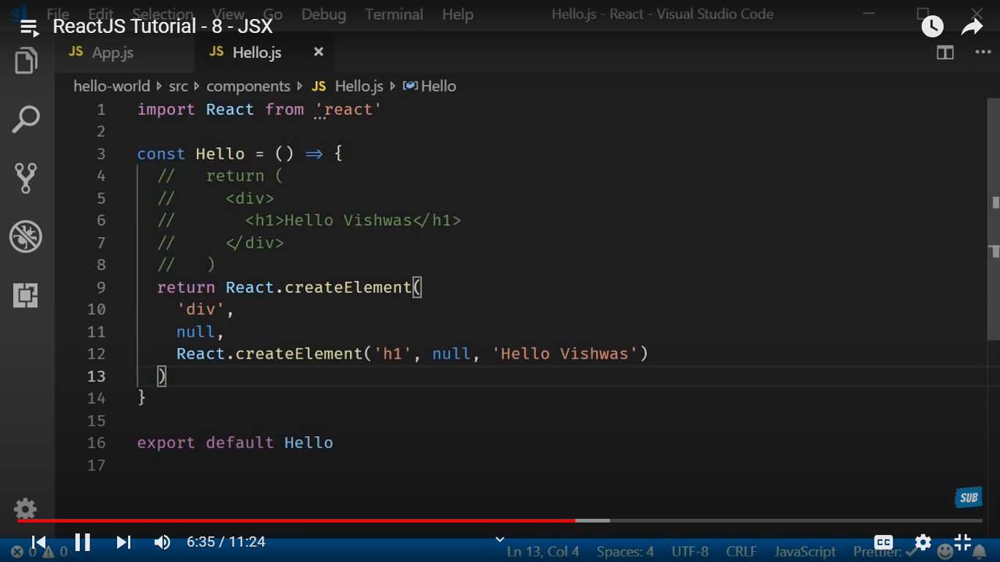 File Edit Selection View Go Debug Terminal Help Hello.js - React - Visual Studio Code
ReactJS Tutorial - 8 - JSX
JS App.js JS Hello.js
hello-world src components JS Hello.js Hello
1 import React from 'react'
2
3 const Hello = () => {
4 // return (
5 // <div>
6 // <h1>Hello Vishwas</h1>
7 // </div>
8 // )
9 return React.createElement(
10 'div',
11 null,
12 React.createElement('h1', null, 'Hello Vishwas')
13 )
14 }
15
16 export default Hello
17
SUB
6:35 / 11:24 CC
0 0 Ln 13, Col 4 Spaces: 4 UTF-8 CRLF JavaScript Prettier: ✓